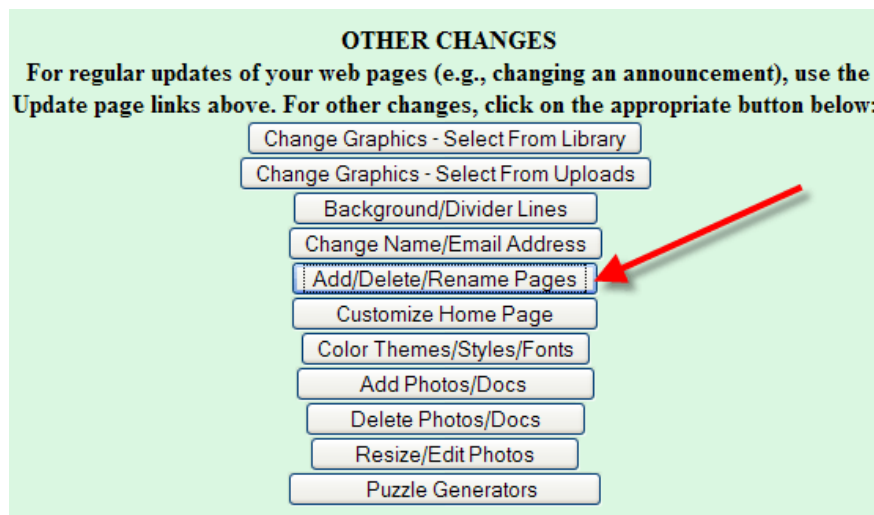 OTHER CHANGES
For regular updates of your web pages (e.g., changing an announcement), use the
Update page links above. For other changes, click on the appropriate button below:
Change Graphics - Select From Library
Change Graphics - Select From Uploads
Background/Divider Lines
Change Name/Email Address
Add/Delete/Rename Pages
Customize Home Page
Color Themes/Styles/Fonts
Add Photos/Docs
Delete Photos/Docs
Resize/Edit Photos
Puzzle Generators